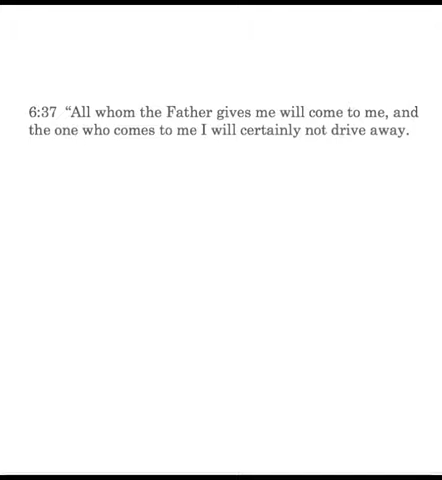 6:37 “All whom the Father gives me will come to me, and
the one who comes to me I will certainly not drive away.